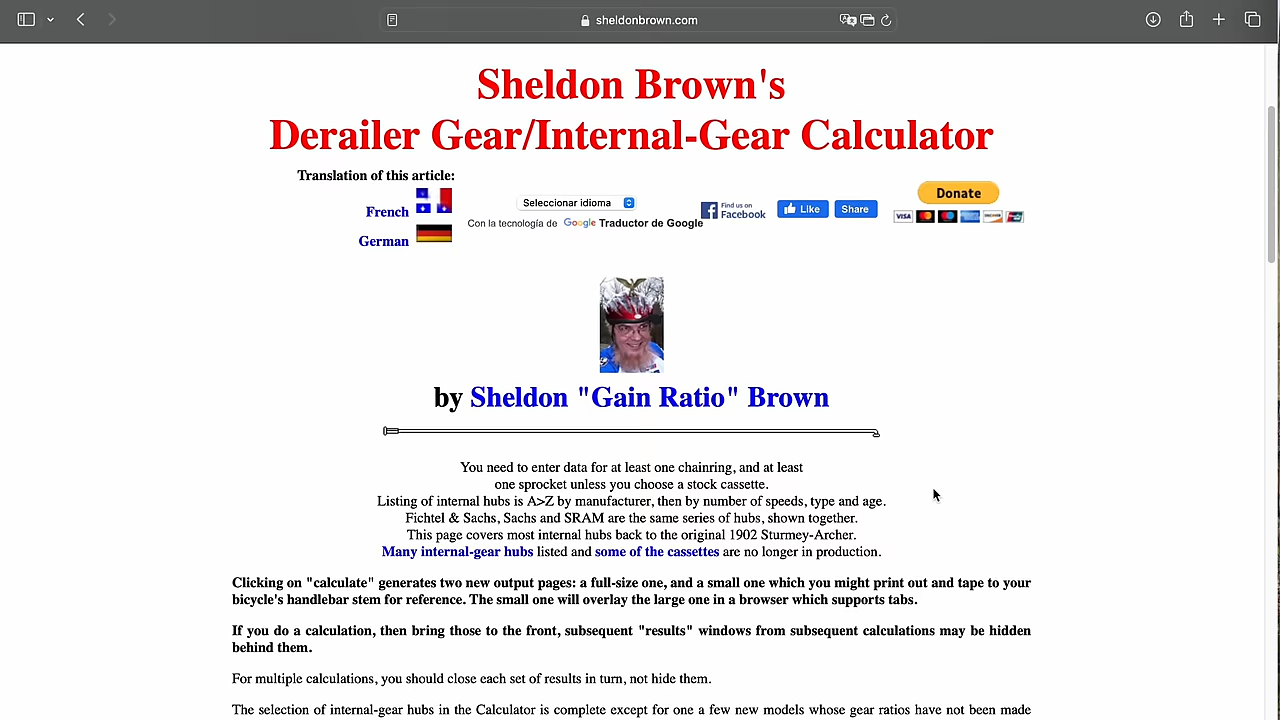 sheldonbrown.com
Sheldon Brown's
Derailer Gear/Internal-Gear Calculator
Translation of this article:
French
German
Seleccionar idioma
Con la tecnología de Google Traductor de Google
Find us on
Facebook
Like
Share
Donate
VISA
by Sheldon "Gain Ratio" Brown
You need to enter data for at least one chainring, and at least
one sprocket unless you choose a stock cassette.
Listing of internal hubs is A>Z by manufacturer, then by number of speeds, type and age.
Fichtel & Sachs, Sachs and SRAM are the same series of hubs, shown together.
This page covers most internal hubs back to the original 1902 Sturmey-Archer.
Many internal-gear hubs listed and some of the cassettes are no longer in production.
Clicking on "calculate" generates two new output pages: a full-size one, and a small one which you might print out and tape to your
bicycle's handlebar stem for reference. The small one will overlay the large one in a browser which supports tabs.
If you do a calculation, then bring those to the front, subsequent "results" windows from subsequent calculations may be hidden
behind them.
For multiple calculations, you should close each set of results in turn, not hide them.
The selection of internal-gear hubs in the Calculator is complete except for one a few new models whose gear ratios have not been made